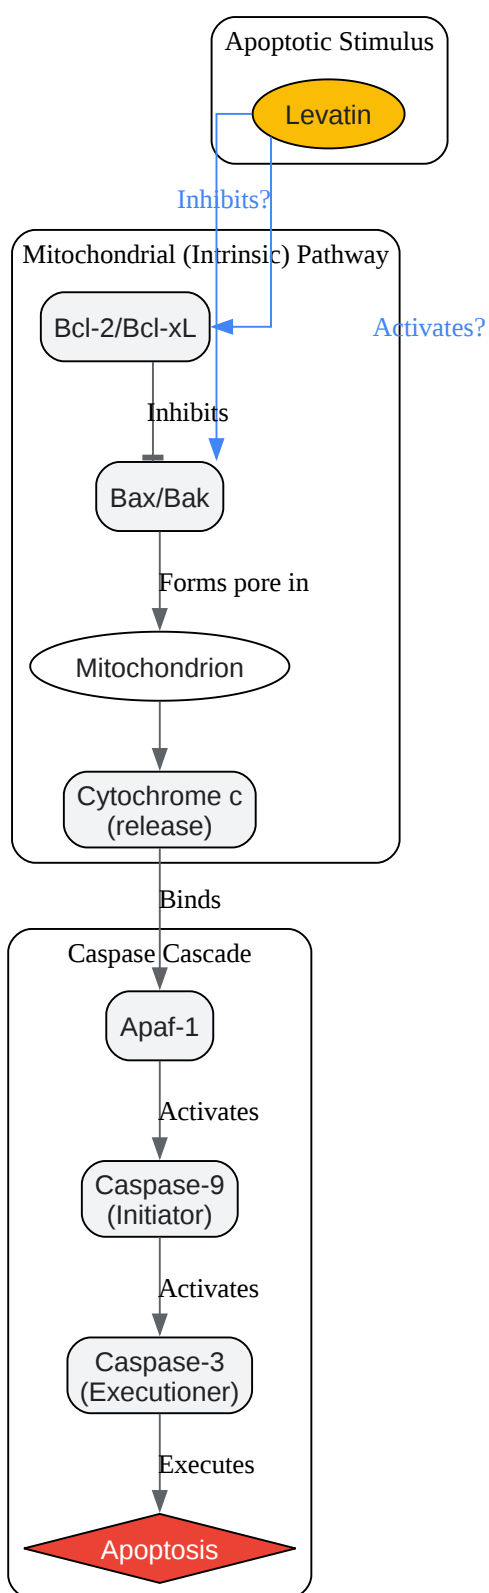 Apoptotic Stimulus
Levatin
Inhibits?
Mitochondrial (Intrinsic) Pathway
Bcl-2/Bcl-xL
Activates?
Inhibits
Bax/Bak
Forms pore in
Mitochondrion
Cytochrome c
(release)
Binds
Caspase Cascade
Apaf-1
Activates
Caspase-9
(Initiator)
Activates
Caspase-3
(Executioner)
Executes
Apoptosis